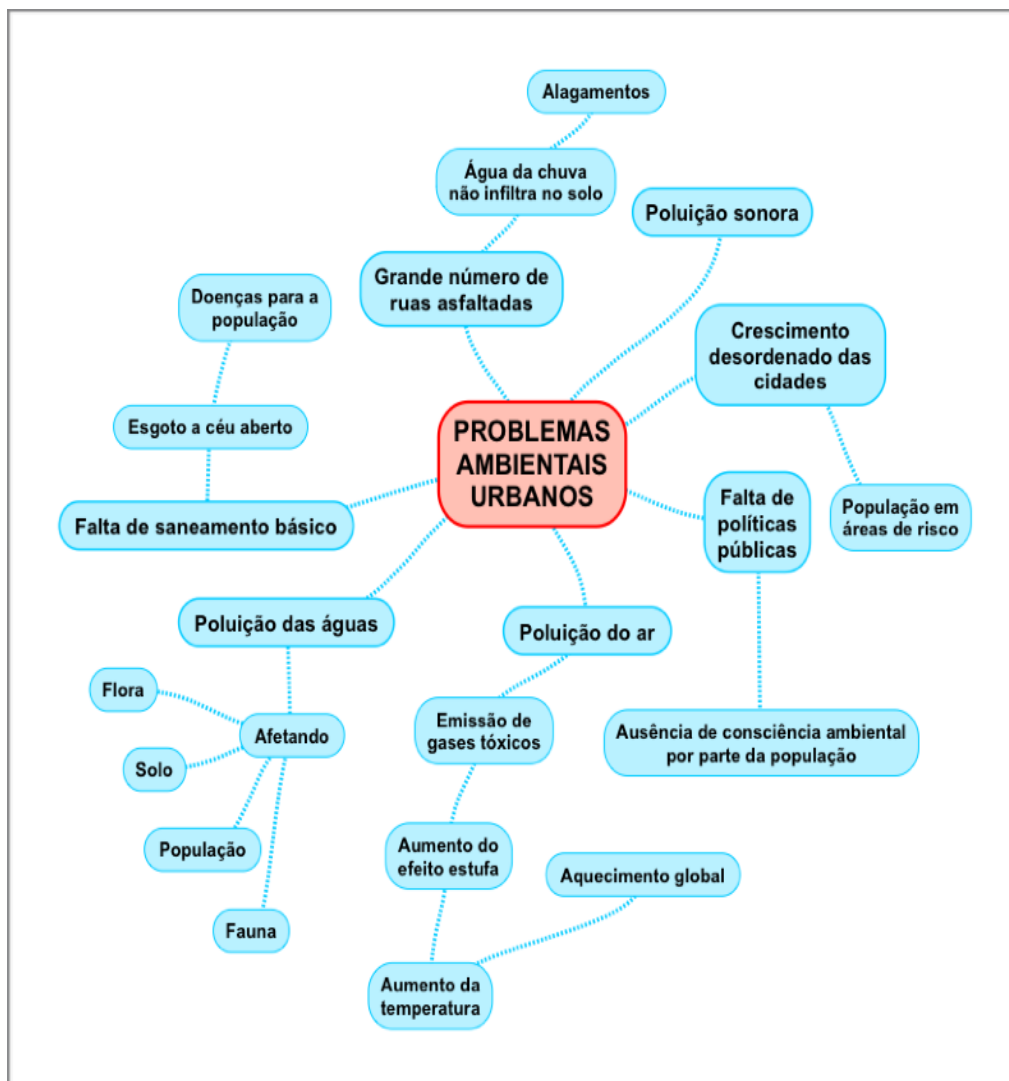 Alagamentos
Água da chuva
não infiltra no solo
Poluição sonora
Grande número de
ruas asfaltadas
Doenças para a
população
Crescimento
desordenado das
cidades
Esgoto a céu aberto
PROBLEMAS
AMBIENTAIS
URBANOS
Falta de saneamento básico
Falta de
políticas
públicas
População em
áreas de risco
Poluição das águas
Poluição do ar
Flora
Afetando
Solo
População
Fauna
Emissão de
gases tóxicos
Ausência de consciência ambiental
por parte da população
Aumento do
efeito estufa
Aquecimento global
Aumento da
temperatura